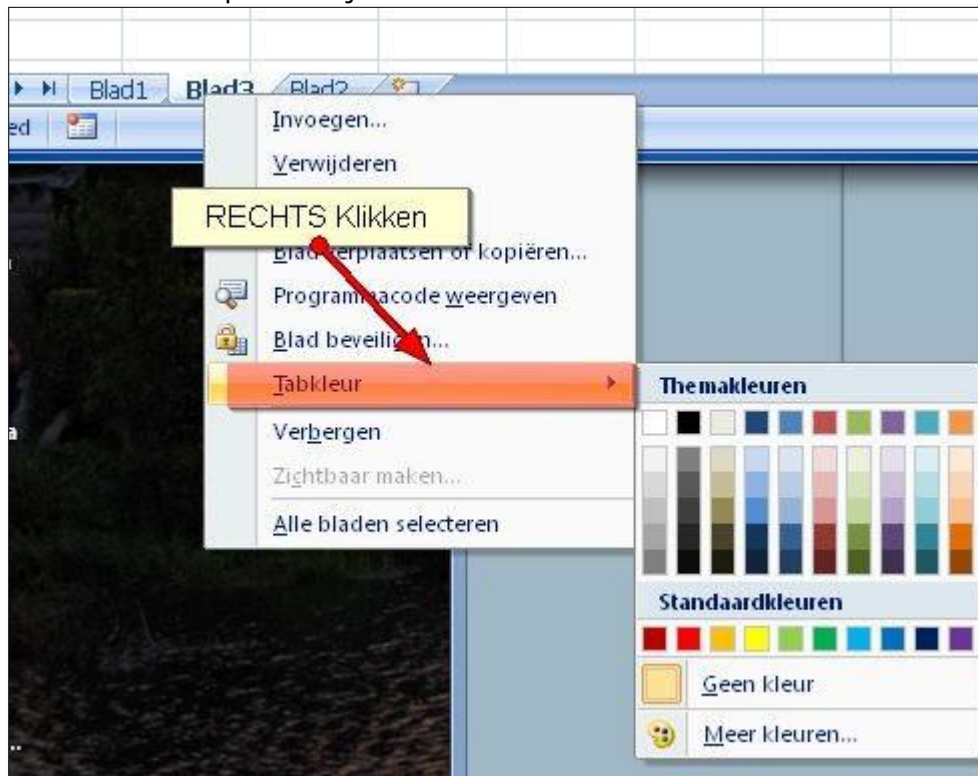 Blad1 Blad3 Blad2
ed
Invoegen...
Verwijderen
RECHTS Klikken
Blad verplaatsen of kopiëren...
Programmacode weergeven
Blad beveiligen...
Tabkleur
Themakleuren
a
Verbergen
Zichtbaar maken...
Alle bladen selecteren
Standaardkleuren
Geen kleur
Meer kleuren...
..